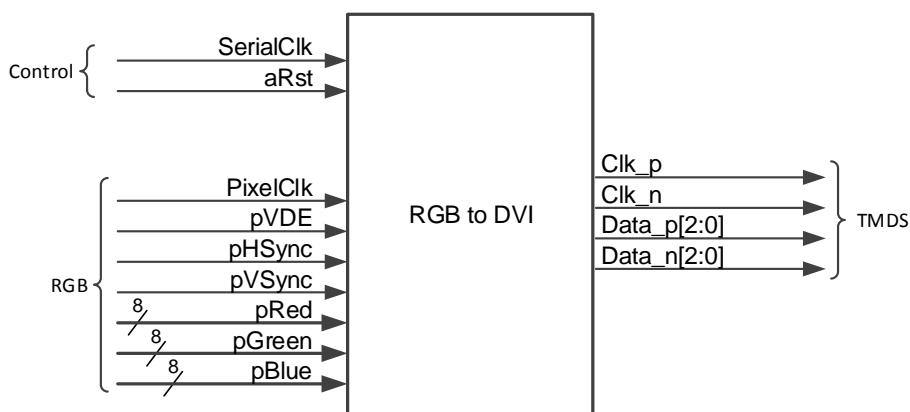 SerialClk
Control
aRst
PixelClk
pVDE
pHSync
RGB
pVSync
8
pRed
8
pGreen
8
pBlue
RGB to DVI
Clk_p
Clk_n
TMDS
Data_p[2:0]
Data_n[2:0]